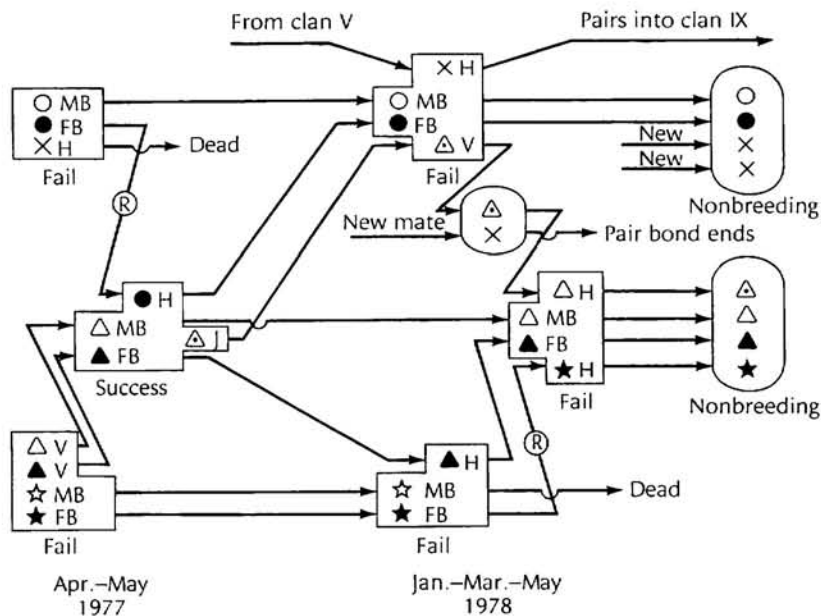 From clan V
Pairs into clan IX
H
MB
FB
V
Fail
MB
FB
H
Fail
Dead
New
New
Nonbreeding
R
New mate
Pair bond ends
H
MB
FB
J
Success
H
MB
FB
H
Fail
Nonbreeding
V
V
MB
FB
Fail
H
MB
FB
Fail
R
Dead
Apr.–May
1977
Jan.–Mar.–May
1978